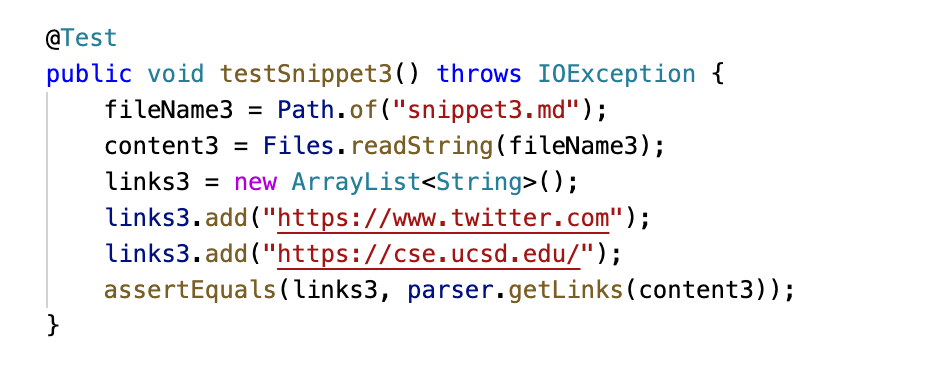 @Test
public void testSnippet3() throws IOException {
    fileName3 = Path.of("snippet3.md");
    content3 = Files.readString(fileName3);
    links3 = new ArrayList<String>();
    links3.add("https://www.twitter.com");
    links3.add("https://cse.ucsd.edu/");
    assertEquals(links3, parser.getLinks(content3));
}